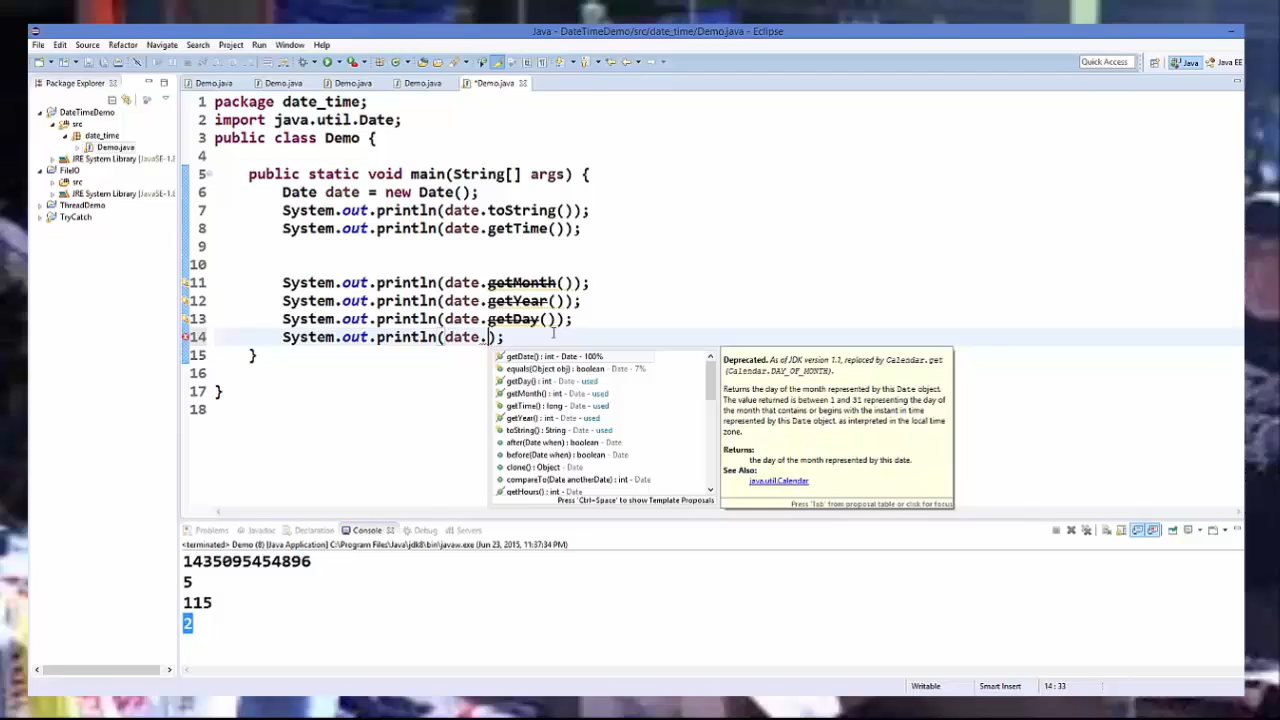 Java - DateTimeDemo/src/date_time/Demo.java - Eclipse
File Edit Source Refactor Navigate Search Project Run Window Help
Quick Access Java Java EE
Package Explorer
Demo.java Demo.java Demo.java Demo.java *Demo.java
DateTimeDemo
src
date_time
Demo.java
JRE System Library [JavaSE-1.
FileIO
src
JRE System Library [JavaSE-1.
ThreadDemo
TryCatch
1 package date_time;
2 import java.util.Date;
3 public class Demo {
4
5 public static void main(String[] args) {
6 Date date = new Date();
7 System.out.println(date.toString());
8 System.out.println(date.getTime());
9
10
11 System.out.println(date.getMonth());
12 System.out.println(date.getYear());
13 System.out.println(date.getDay());
14 System.out.println(date.);
15 }
16
17 }
18
getDate() : int - Date - 100%
equals(Object obj) : boolean - Date - 7%
getDay() : int - Date - used
getMonth() : int - Date - used
getTime() : long - Date - used
getYear() : int - Date - used
toString() : String - Date - used
after(Date when) : boolean - Date
before(Date when) : boolean - Date
clone() : Object - Date
compareTo(Date anotherDate) : int - Date
getHours() : int - Date
Press 'Ctrl+Space' to show Template Proposals
Deprecated. As of JDK version 1.1, replaced by Calendar.get
(Calendar.DAY_OF_MONTH).
Returns the day of the month represented by this Date object.
The value returned is between 1 and 31 representing the day of
the month that contains or begins with the instant in time
represented by this Date object, as interpreted in the local time
zone.
Returns:
the day of the month represented by this date.
See Also:
java.util.Calendar
Press 'Tab' from proposal table or click for focus
Problems Javadoc Declaration Console Debug Servers
<terminated> Demo (8) [Java Application] C:\Program Files\Java\jdk8\bin\javaw.exe (Jun 23, 2015, 11:37:34 PM)
1435095454896
5
115
2
Writable Smart Insert 14 : 33